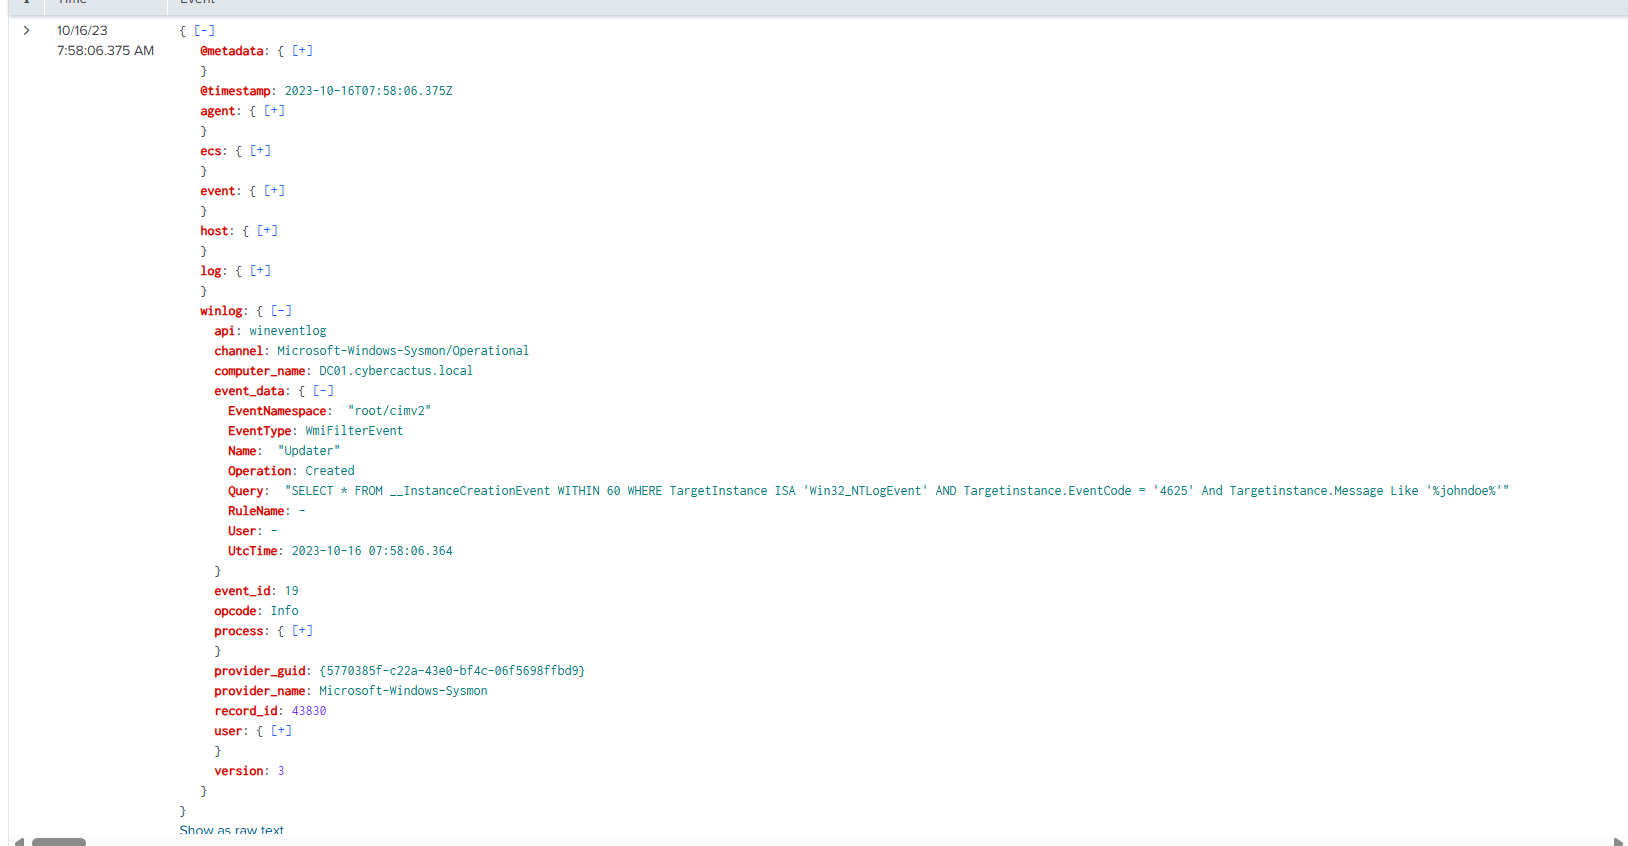 i Time Event
10/16/23 { [-]
7:58:06.375 AM @metadata: { [+]
}
@timestamp: 2023-10-16T07:58:06.375Z
agent: { [+]
}
ecs: { [+]
}
event: { [+]
}
host: { [+]
}
log: { [+]
}
winlog: { [-]
api: wineventlog
channel: Microsoft-Windows-Sysmon/Operational
computer_name: DC01.cybercactus.local
event_data: { [-]
EventNamespace: "root/cimv2"
EventType: WmiFilterEvent
Name: "Updater"
Operation: Created
Query: "SELECT * FROM __InstanceCreationEvent WITHIN 60 WHERE TargetInstance ISA 'Win32_NTLogEvent' AND Targetinstance.EventCode = '4625' And Targetinstance.Message Like '%johndoe%'"
RuleName: -
User: -
UtcTime: 2023-10-16 07:58:06.364
}
event_id: 19
opcode: Info
process: { [+]
}
provider_guid: {5770385f-c22a-43e0-bf4c-06f5698ffbd9}
provider_name: Microsoft-Windows-Sysmon
record_id: 43830
user: { [+]
}
version: 3
}
}
Show as raw text